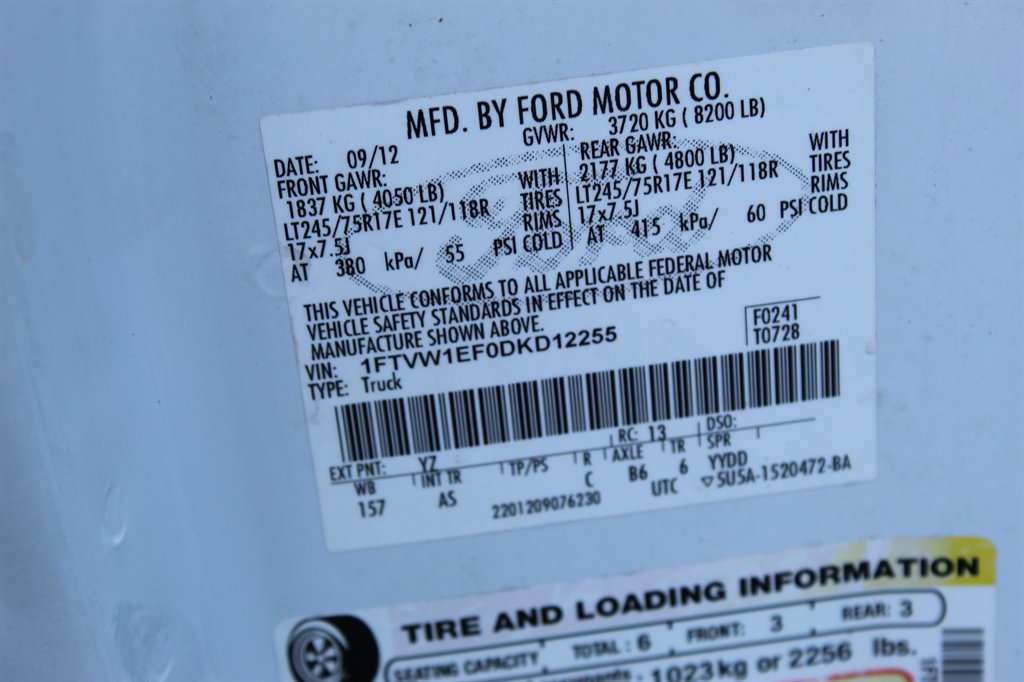 MFD. BY FORD MOTOR CO.
DATE: 09/12 GVWR: 3720 KG ( 8200 LB)
FRONT GAWR: REAR GAWR:
1837 KG ( 4050 LB) WITH 2177 KG ( 4800 LB) WITH
LT245/75R17E 121/118R TIRES LT245/75R17E 121/118R TIRES
17x7.5J RIMS 17x7.5J RIMS
AT 380 kPa/ 55 PSI COLD AT 415 kPa/ 60 PSI COLD
THIS VEHICLE CONFORMS TO ALL APPLICABLE FEDERAL MOTOR
VEHICLE SAFETY STANDARDS IN EFFECT ON THE DATE OF
MANUFACTURE SHOWN ABOVE.
VIN: 1FTVW1EF0DKD12255 F0241
TYPE: Truck T0728
EXT PNT: YZ RC: 13 DSO:
WB INT TR TP/PS R AXLE TR SPR
157 AS C B6 6 YYDD
2201209076230 UTC ▽5U5A-1520472-BA
TIRE AND LOADING INFORMATION
SEATING CAPACITY TOTAL : 6 FRONT: 3 REAR: 3
1023kg or 2256 lbs.